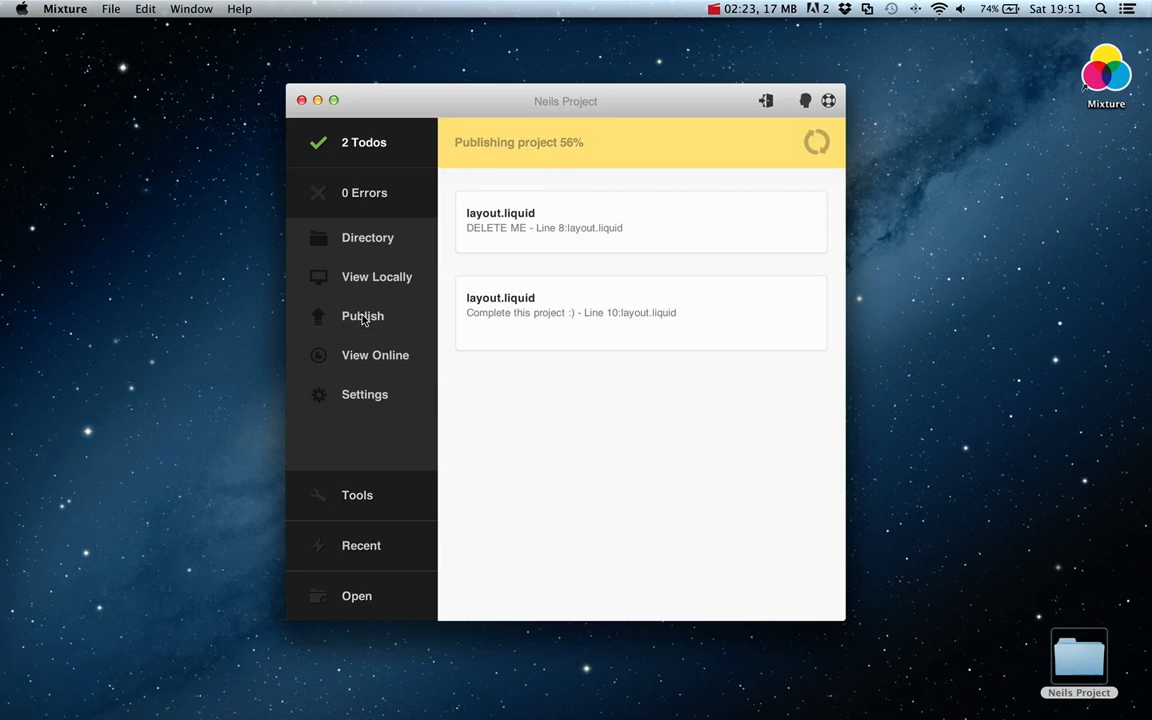 Mixture File Edit Window Help 02:23, 17 MB 2 74% Sat 19:51
Mixture
Neils Project
2 Todos
0 Errors
Directory
View Locally
Publish
View Online
Settings
Tools
Recent
Open
Publishing project 56%
layout.liquid
DELETE ME - Line 8:layout.liquid
layout.liquid
Complete this project :) - Line 10:layout.liquid
Neils Project